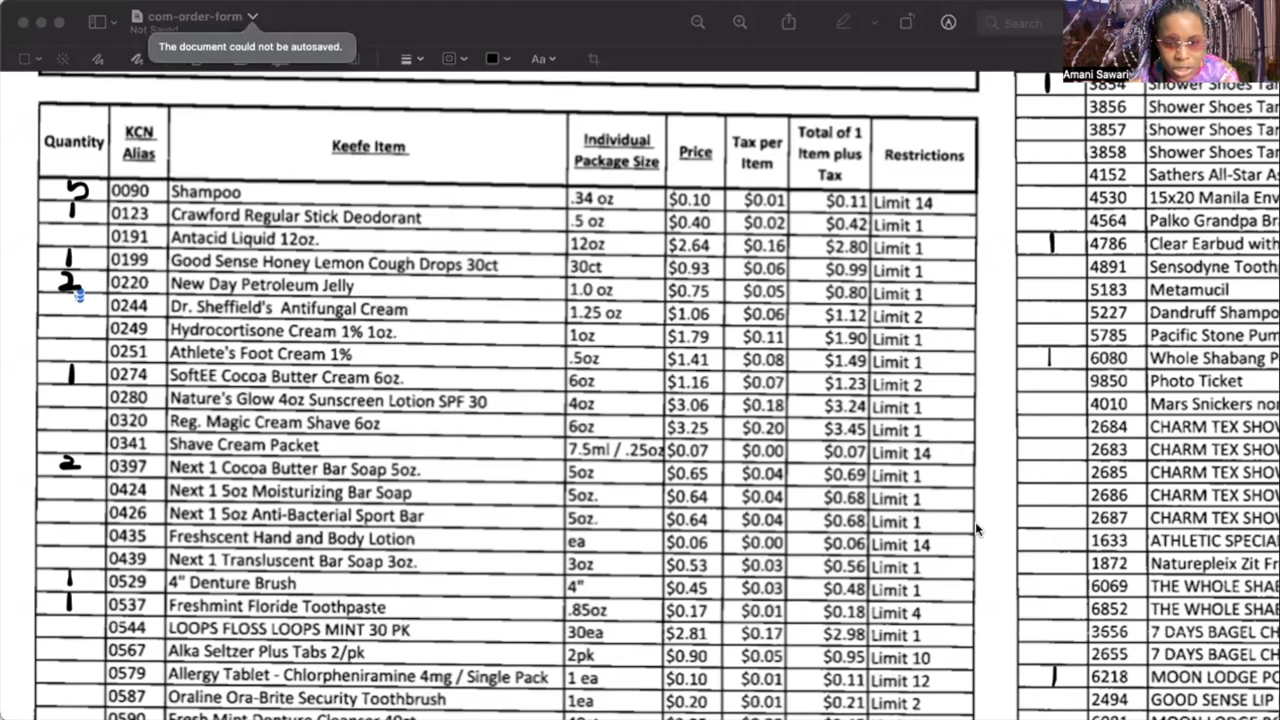 com-order-form
Not Saved
The document could not be autosaved.
Search
Amani Sawari
Quantity KCN Alias Keefe Item Individual Package Size Price Tax per Item Total of 1 Item plus Tax Restrictions
5 0090 Shampoo .34 oz $0.10 $0.01 $0.11 Limit 14
1 0123 Crawford Regular Stick Deodorant .5 oz $0.40 $0.02 $0.42 Limit 1
0191 Antacid Liquid 12oz. 12oz $2.64 $0.16 $2.80 Limit 1
1 0199 Good Sense Honey Lemon Cough Drops 30ct 30ct $0.93 $0.06 $0.99 Limit 1
2 0220 New Day Petroleum Jelly 1.0 oz $0.75 $0.05 $0.80 Limit 1
0244 Dr. Sheffield's Antifungal Cream 1.25 oz $1.06 $0.06 $1.12 Limit 2
0249 Hydrocortisone Cream 1% 1oz. 1oz $1.79 $0.11 $1.90 Limit 1
0251 Athlete's Foot Cream 1% .5oz $1.41 $0.08 $1.49 Limit 1
1 0274 SoftEE Cocoa Butter Cream 6oz. 6oz $1.16 $0.07 $1.23 Limit 2
0280 Nature's Glow 4oz Sunscreen Lotion SPF 30 4oz $3.06 $0.18 $3.24 Limit 1
0320 Reg. Magic Cream Shave 6oz 6oz $3.25 $0.20 $3.45 Limit 1
0341 Shave Cream Packet 7.5ml / .25oz $0.07 $0.00 $0.07 Limit 14
2 0397 Next 1 Cocoa Butter Bar Soap 5oz. 5oz $0.65 $0.04 $0.69 Limit 1
0424 Next 1 5oz Moisturizing Bar Soap 5oz. $0.64 $0.04 $0.68 Limit 1
0426 Next 1 5oz Anti-Bacterial Sport Bar 5oz. $0.64 $0.04 $0.68 Limit 1
0435 Freshscent Hand and Body Lotion ea $0.06 $0.00 $0.06 Limit 14
0439 Next 1 Transluscent Bar Soap 3oz. 3oz $0.53 $0.03 $0.56 Limit 1
1 0529 4" Denture Brush 4" $0.45 $0.03 $0.48 Limit 1
1 0537 Freshmint Floride Toothpaste .85oz $0.17 $0.01 $0.18 Limit 4
0544 LOOPS FLOSS LOOPS MINT 30 PK 30ea $2.81 $0.17 $2.98 Limit 1
0567 Alka Seltzer Plus Tabs 2/pk 2pk $0.90 $0.05 $0.95 Limit 10
0579 Allergy Tablet - Chlorpheniramine 4mg / Single Pack 1 ea $0.10 $0.01 $0.11 Limit 12
0587 Oraline Ora-Brite Security Toothbrush 1ea $0.20 $0.01 $0.21 Limit 2
0590 Fresh Mint Denture Cleanser 40ct
1 3854 Shower Shoes Tan
3856 Shower Shoes Tan
3857 Shower Shoes Tan
3858 Shower Shoes Tan
4152 Sathers All-Star As
4530 15x20 Manila Env
4564 Palko Grandpa Br
1 4786 Clear Earbud with
4891 Sensodyne Tooth
5183 Metamucil
5227 Dandruff Shampo
5785 Pacific Stone Pum
1 6080 Whole Shabang P
9850 Photo Ticket
4010 Mars Snickers non
2684 CHARM TEX SHOW
2683 CHARM TEX SHOW
2685 CHARM TEX SHOW
2686 CHARM TEX SHOW
2687 CHARM TEX SHOW
1633 ATHLETIC SPECIAL
1872 Naturepleix Zit Fr
6069 THE WHOLE SHAB
6852 THE WHOLE SHAB
3656 7 DAYS BAGEL CH
2655 7 DAYS BAGEL CH
1 6218 MOON LODGE PO
2494 GOOD SENSE LIP